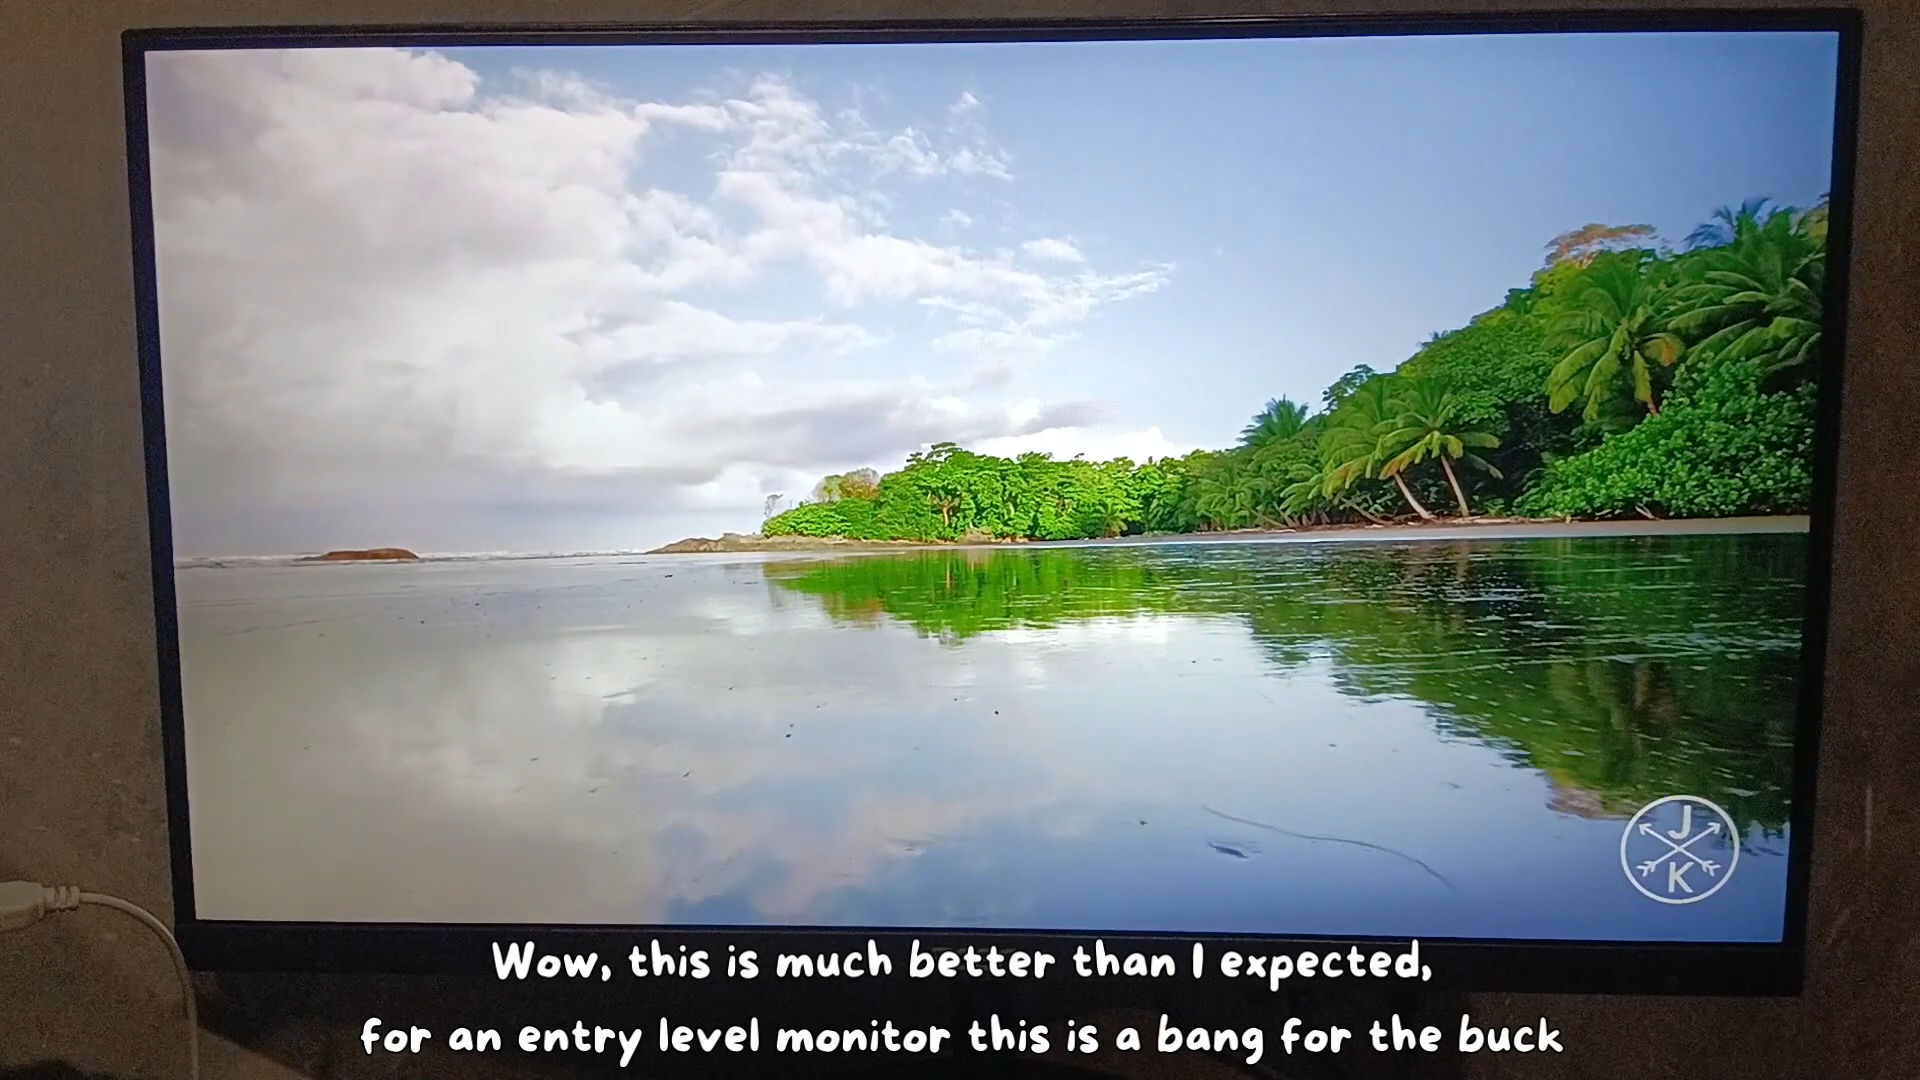 J
K
Wow, this is much better than I expected,
for an entry level monitor this is a bang for the buck